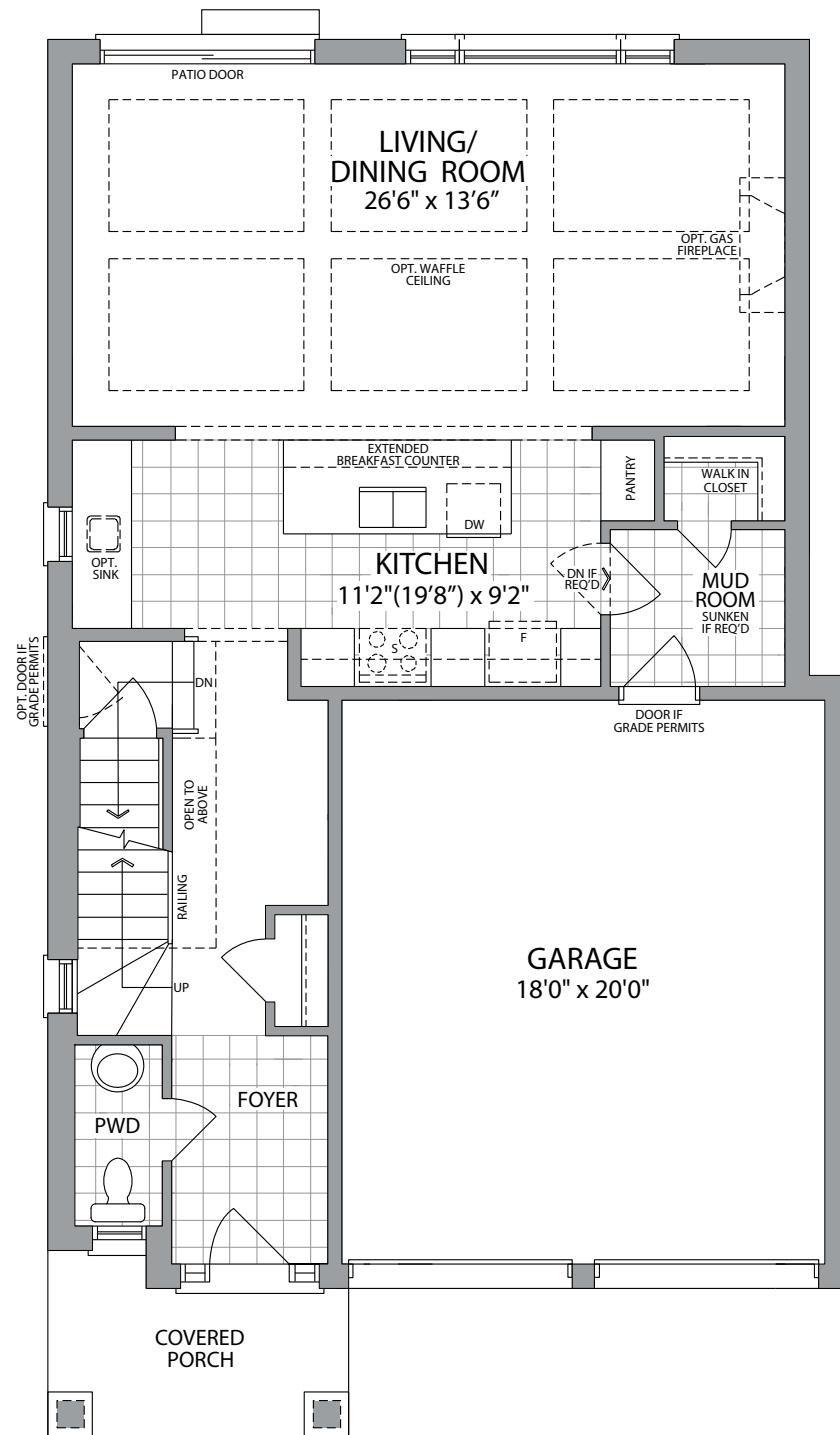 PATIO DOOR
LIVING/
DINING ROOM
26'6" x 13'6"
OPT. GAS
FIREPLACE
OPT. WAFFLE
CEILING
EXTENDED
BREAKFAST COUNTER
PANTRY
WALK IN
CLOSET
DW
OPT.
SINK
KITCHEN
11'2"(19'8") x 9'2"
DN IF
REQ'D
MUD
ROOM
SUNKEN
IF REQ'D
S
F
OPT. DOOR IF
GRADE PERMITS
DN
DOOR IF
GRADE PERMITS
OPEN TO
ABOVE
RAILING
UP
GARAGE
18'0" x 20'0"
FOYER
PWD
COVERED
PORCH